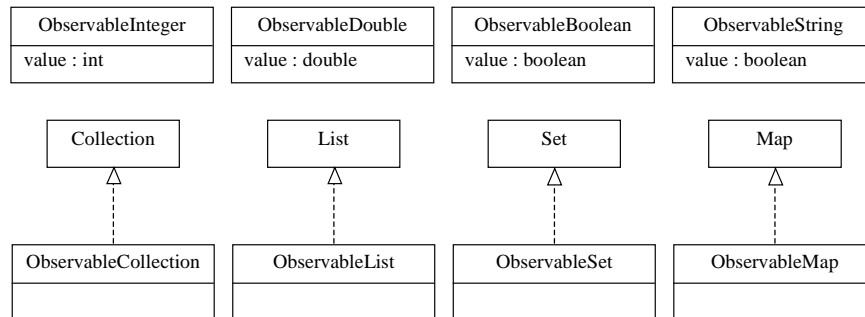 ObservableInteger
value : int
ObservableDouble
value : double
ObservableBoolean
value : boolean
ObservableString
value : boolean
Collection
List
Set
Map
ObservableCollection
ObservableList
ObservableSet
ObservableMap